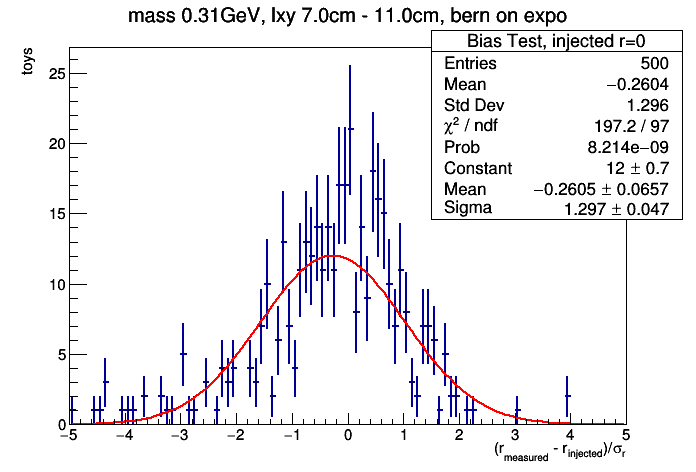 mass 0.31GeV, lxy 7.0cm - 11.0cm, bern on expo
Bias Test, injected r=0
Entries 500
Mean −0.2604
Std Dev 1.296
χ² / ndf 197.2 / 97
Prob 8.214e−09
Constant 12 ± 0.7
Mean −0.2605 ± 0.0657
Sigma 1.297 ± 0.047
toys
25
20
15
10
5
0
−5 −4 −3 −2 −1 0 1 2 3 4 5
(r_measured - r_injected)/σ_r